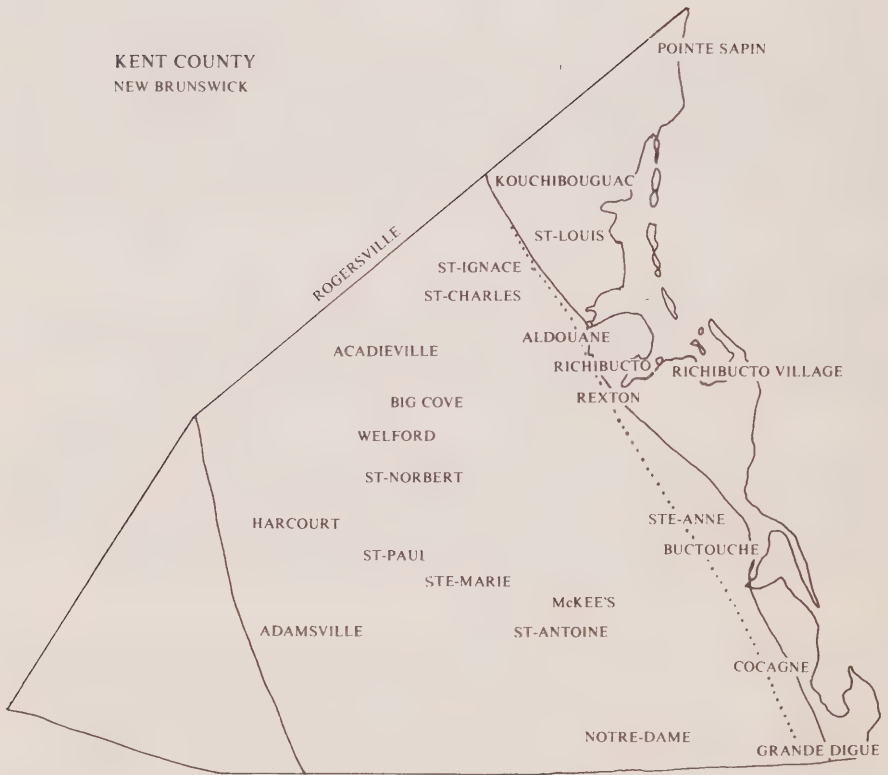 KENT COUNTY
NEW BRUNSWICK
POINTE SAPIN
KOUCHIBOUGUAC
ROGERSVILLE
ST-LOUIS
ST-IGNACE
ST-CHARLES
ALDOUANE
ACADIEVILLE
RICHIBUCTO
RICHIBUCTO VILLAGE
REXTON
BIG COVE
WELFORD
ST-NORBERT
HARCOURT
STE-ANNE
BUCTOUCHE
ST-PAUL
STE-MARIE
McKEE'S
ADAMSVILLE
ST-ANTOINE
COCAGNE
NOTRE-DAME
GRANDE DIGUE